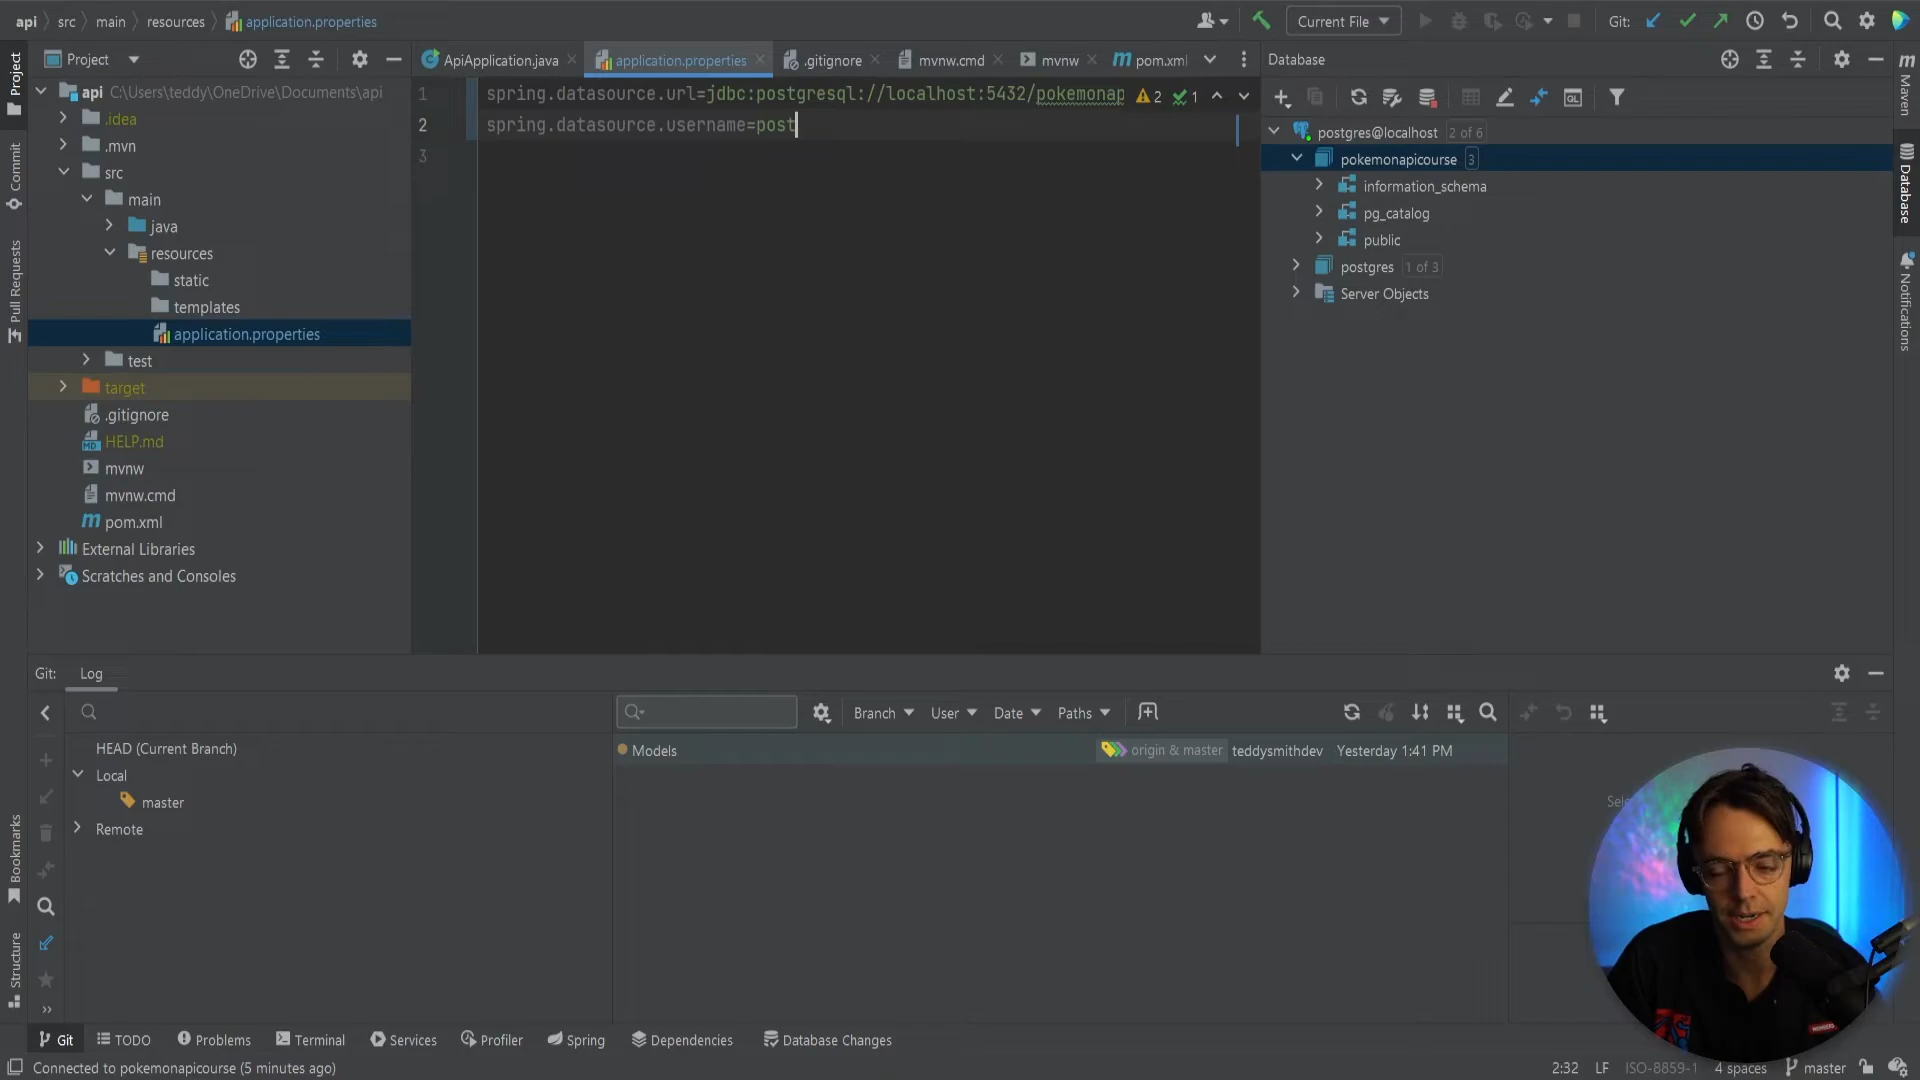 api src main resources application.properties
Current File Git:
Project
ApiApplication.java application.properties .gitignore mvnw.cmd mvnw pom.xml
Database
api C:\Users\teddy\OneDrive\Documents\api
.idea
.mvn
src
main
java
resources
static
templates
application.properties
test
target
.gitignore
HELP.md
mvnw
mvnw.cmd
pom.xml
External Libraries
Scratches and Consoles
1 spring.datasource.url=jdbc:postgresql://localhost:5432/pokemonap 2 1
2 spring.datasource.username=post
3
postgres@localhost 2 of 6
pokemonapicourse 3
information_schema
pg_catalog
public
postgres 1 of 3
Server Objects
Project
Commit
Pull Requests
Bookmarks
Structure
Maven
Database
Notifications
Git: Log
Branch User Date Paths
HEAD (Current Branch)
Local
master
Remote
Models origin & master teddysmithdev Yesterday 1:41 PM
Git TODO Problems Terminal Services Profiler Spring Dependencies Database Changes
Connected to pokemonapicourse (5 minutes ago) 2:32 LF ISO-8859-1 4 spaces master